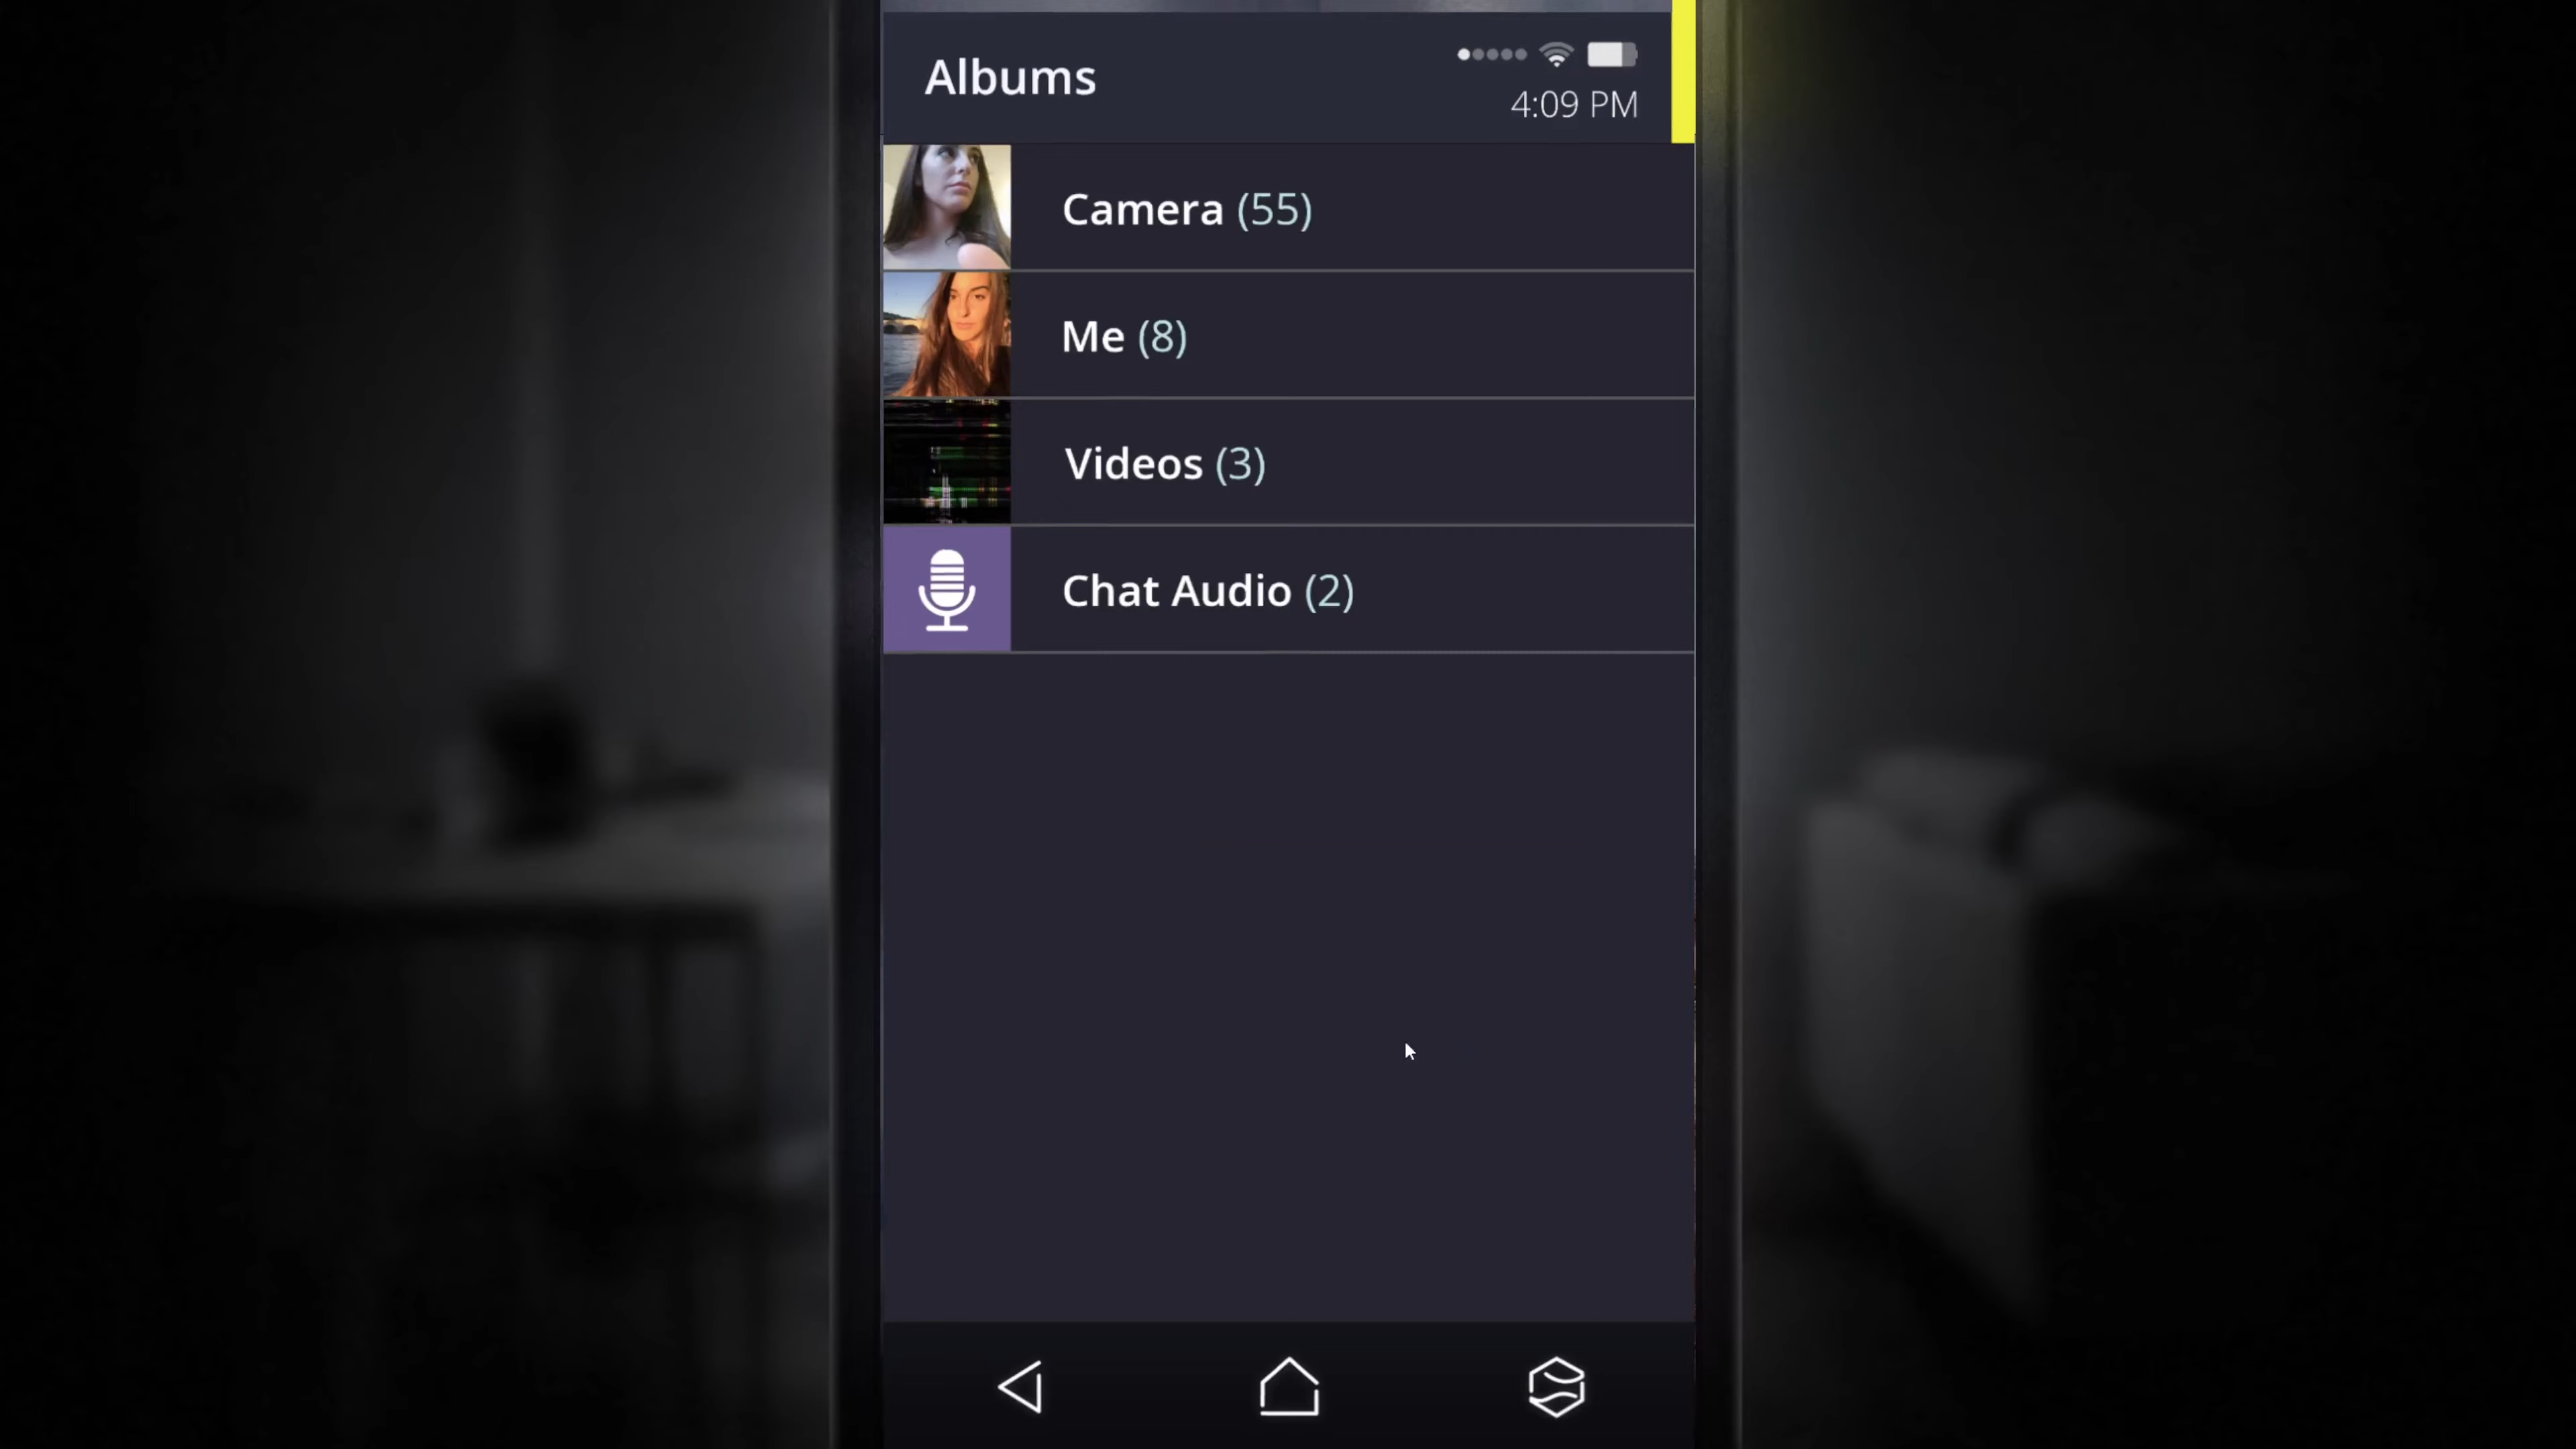 Albums
4:09 PM
Camera (55)
Me (8)
Videos (3)
Chat Audio (2)